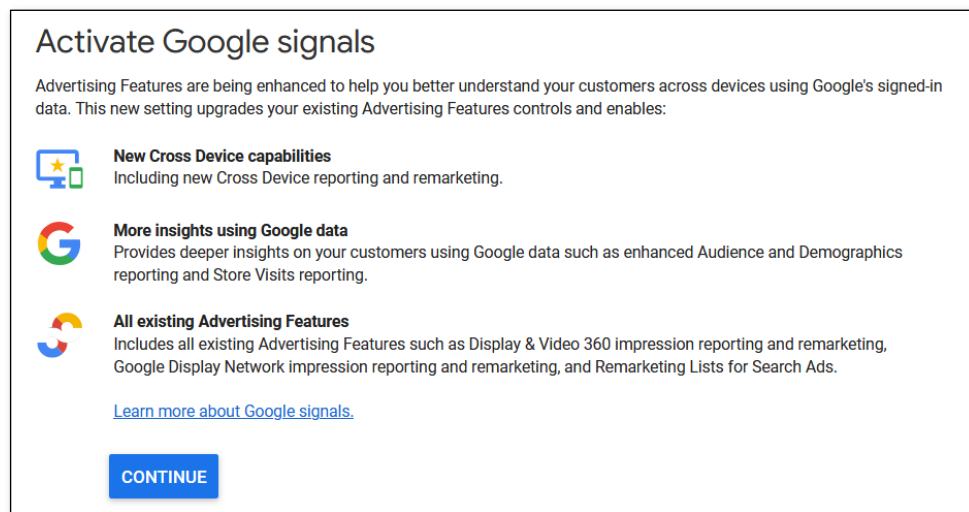 Activate Google signals
Advertising Features are being enhanced to help you better understand your customers across devices using Google's signed-in
data. This new setting upgrades your existing Advertising Features controls and enables:
New Cross Device capabilities
Including new Cross Device reporting and remarketing.
More insights using Google data
Provides deeper insights on your customers using Google data such as enhanced Audience and Demographics
reporting and Store Visits reporting.
All existing Advertising Features
Includes all existing Advertising Features such as Display & Video 360 impression reporting and remarketing,
Google Display Network impression reporting and remarketing, and Remarketing Lists for Search Ads.
Learn more about Google signals.
CONTINUE